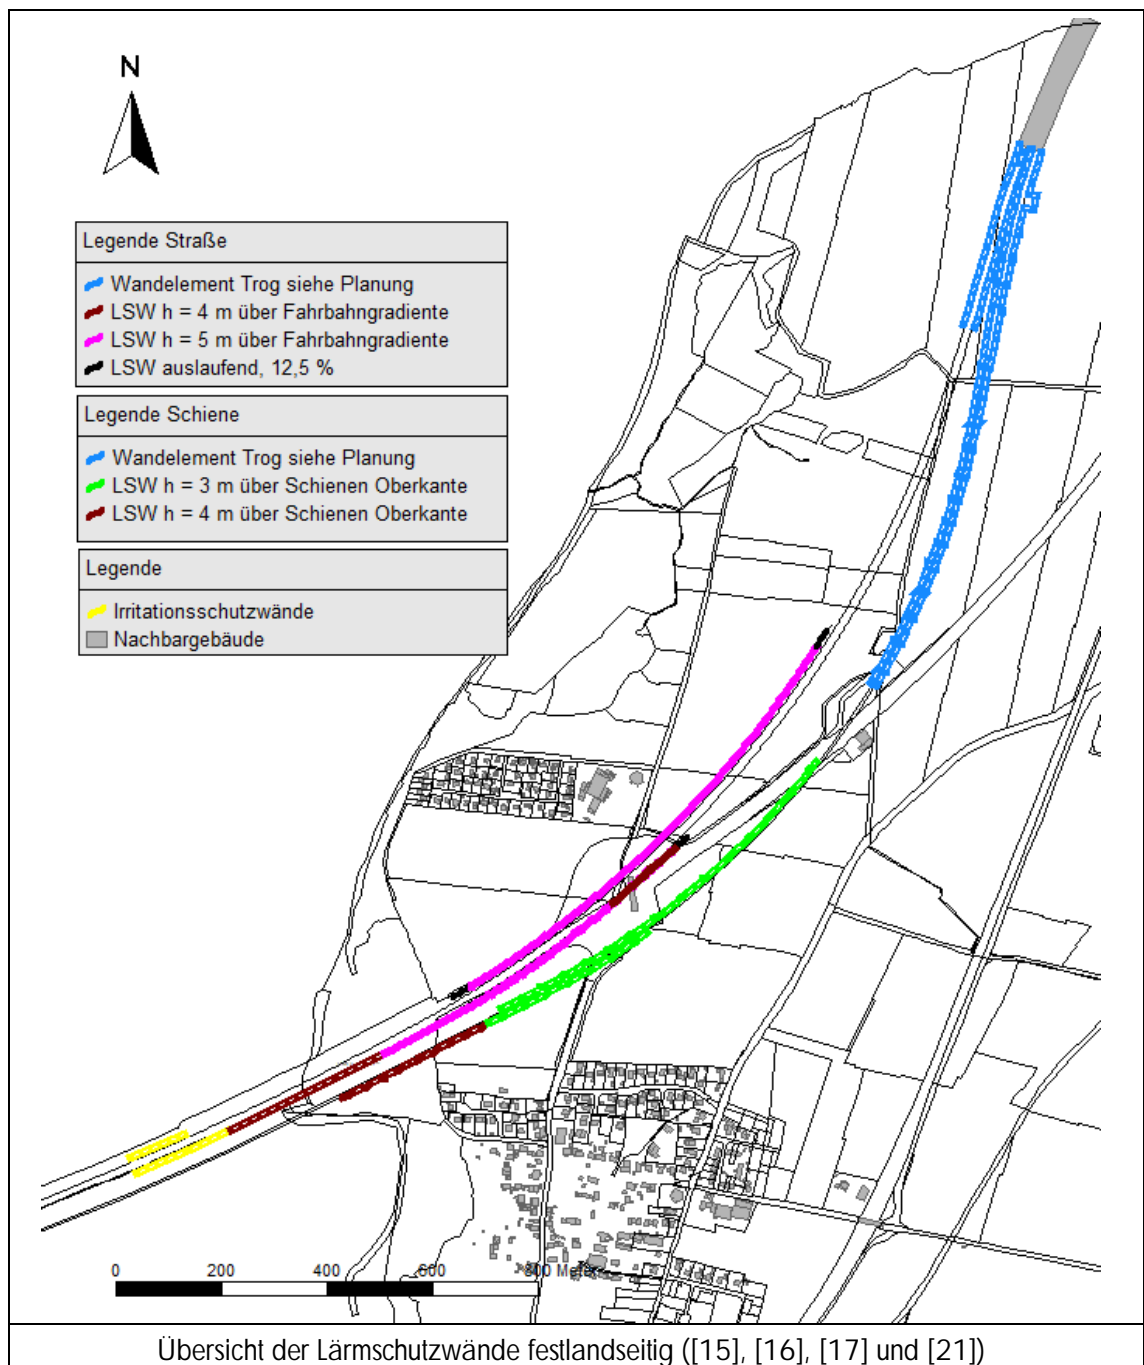 N
Legende Straße
Wandelement Trog siehe Planung
LSW h = 4 m über Fahrbahngradiente
LSW h = 5 m über Fahrbahngradiente
LSW auslaufend, 12,5 %
Legende Schiene
Wandelement Trog siehe Planung
LSW h = 3 m über Schienen Oberkante
LSW h = 4 m über Schienen Oberkante
Legende
Irritationsschutzwände
Nachbargebäude
0 200 400 600 800 Meter
Übersicht der Lärmschutzwände festlandseitig ([15], [16], [17] und [21])